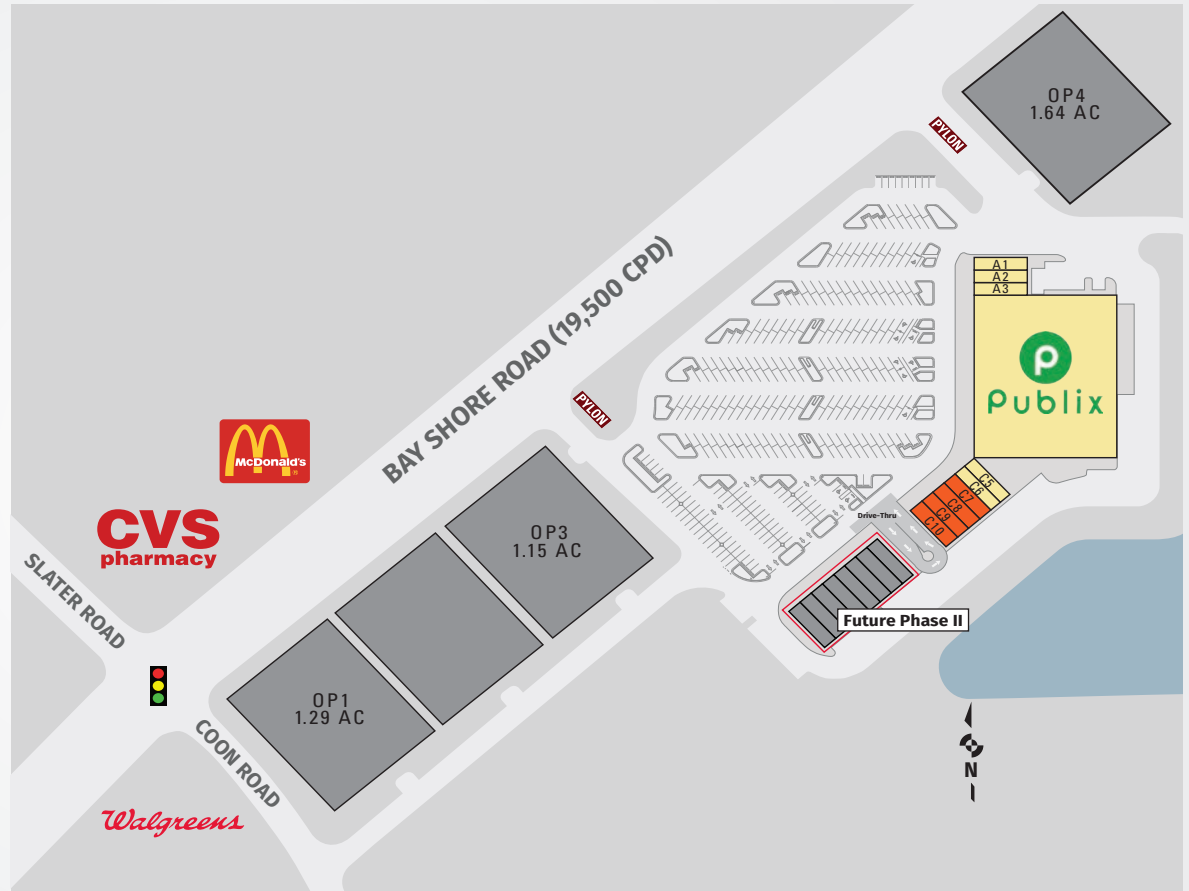 OP4
1.64 AC
PYLON
A1
A2
A3
p
Publix
BAY SHORE ROAD (19,500 CPD)
PYLON
McDonald's
®
CVS
pharmacy
OP3
1.15 AC
C5
C6
C7
C8
C9
C10
Drive-Thru
SLATER ROAD
Future Phase II
OP1
1.29 AC
COON ROAD
N
Walgreens